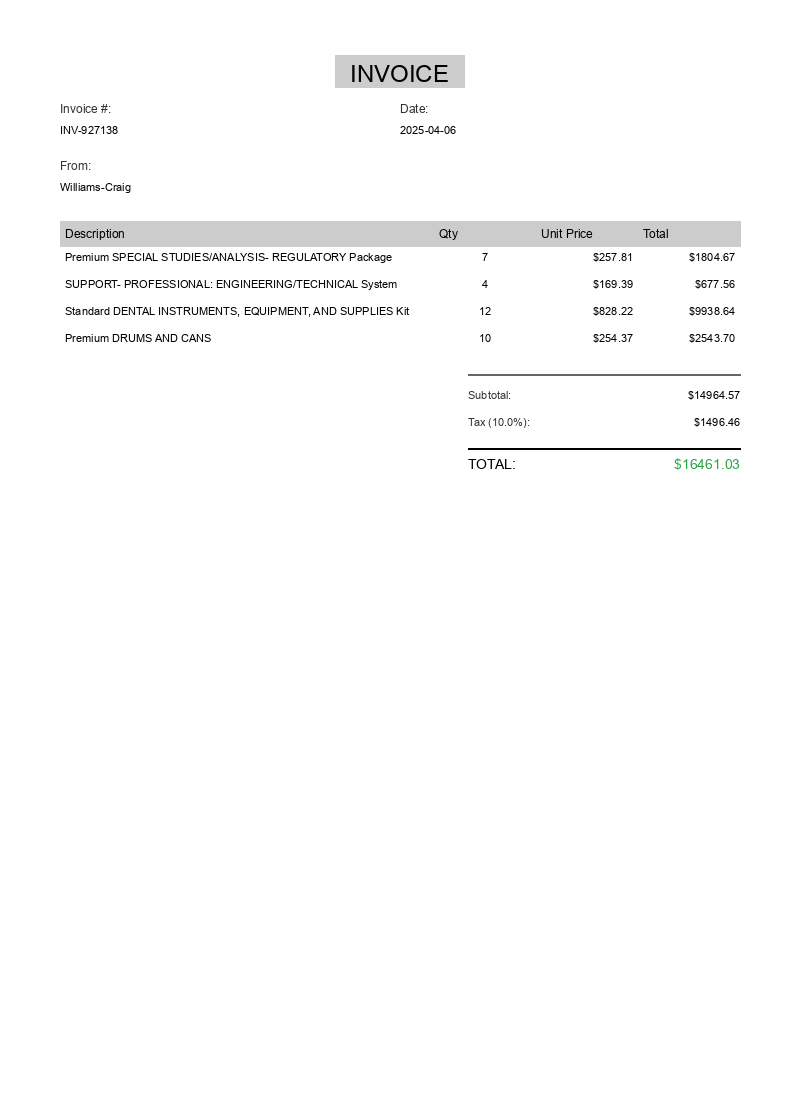 INVOICE
Invoice #: Date:
INV-927138 2025-04-06
From:
Williams-Craig
Description Qty Unit Price Total
Premium SPECIAL STUDIES/ANALYSIS- REGULATORY Package 7 $257.81 $1804.67
SUPPORT- PROFESSIONAL: ENGINEERING/TECHNICAL System 4 $169.39 $677.56
Standard DENTAL INSTRUMENTS, EQUIPMENT, AND SUPPLIES Kit 12 $828.22 $9938.64
Premium DRUMS AND CANS 10 $254.37 $2543.70
Subtotal: $14964.57
Tax (10.0%): $1496.46
TOTAL: $16461.03